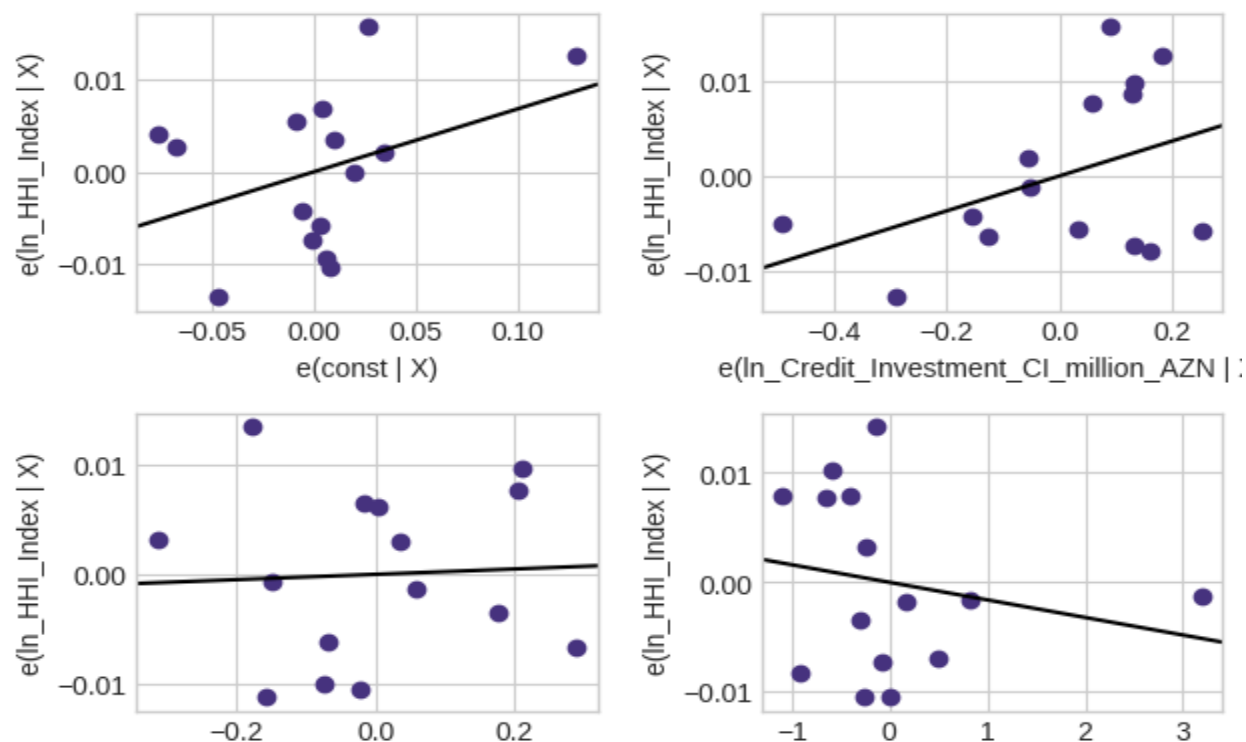 e(ln_HHI_Index | X)
0.01
0.00
−0.01
−0.05 0.00 0.05 0.10
e(const | X)
e(ln_HHI_Index | X)
0.01
0.00
−0.01
−0.4 −0.2 0.0 0.2
e(ln_Credit_Investment_CI_million_AZN |
e(ln_HHI_Index | X)
0.01
0.00
−0.01
−0.2 0.0 0.2
e(ln_HHI_Index | X)
0.01
0.00
−0.01
−1 0 1 2 3